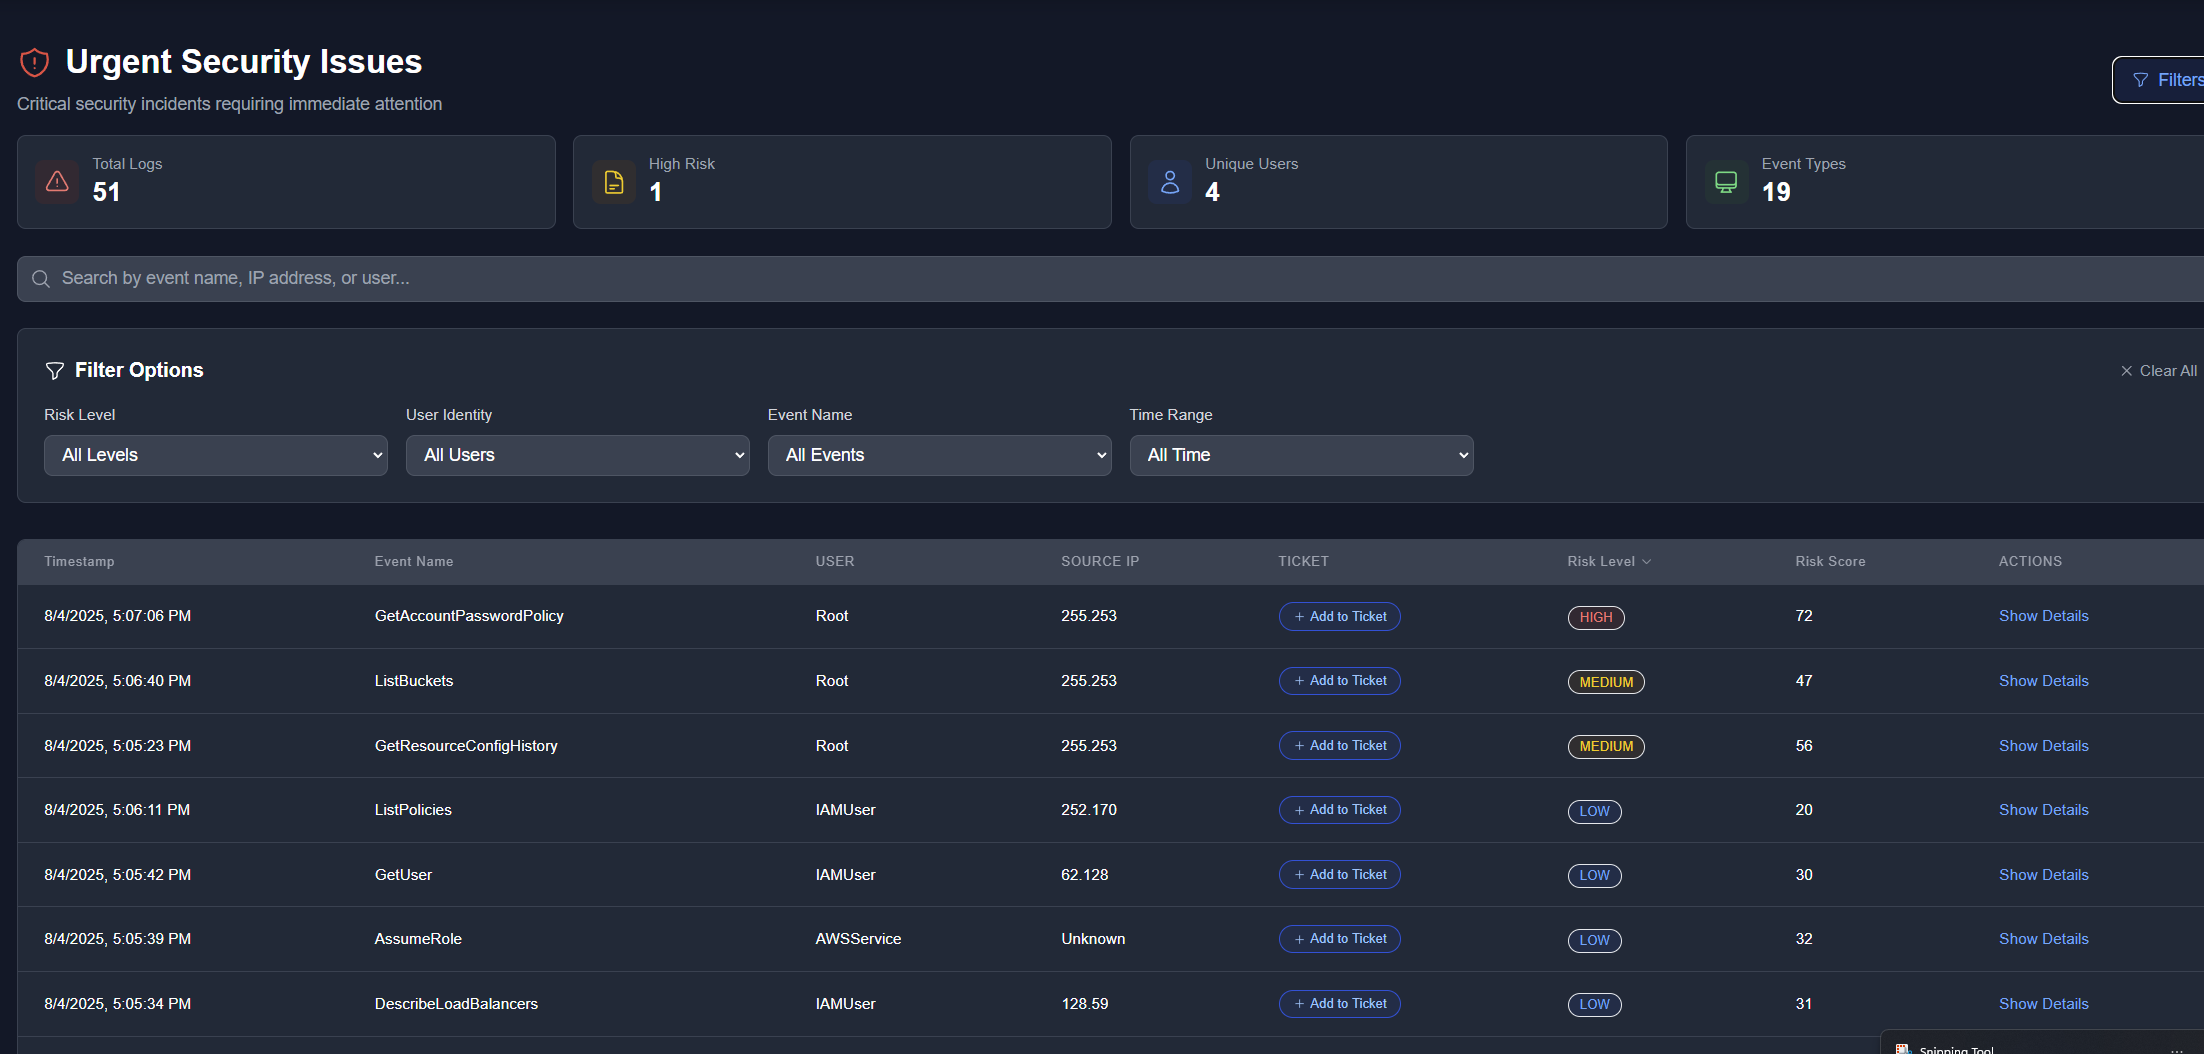 Urgent Security Issues
Critical security incidents requiring immediate attention
Filters
Total Logs
51
High Risk
1
Unique Users
4
Event Types
19
Search by event name, IP address, or user...
Filter Options
Clear All
Risk Level User Identity Event Name Time Range
All Levels All Users All Events All Time
Timestamp Event Name USER SOURCE IP TICKET Risk Level Risk Score ACTIONS
8/4/2025, 5:07:06 PM GetAccountPasswordPolicy Root 255.253 + Add to Ticket HIGH 72 Show Details
8/4/2025, 5:06:40 PM ListBuckets Root 255.253 + Add to Ticket MEDIUM 47 Show Details
8/4/2025, 5:05:23 PM GetResourceConfigHistory Root 255.253 + Add to Ticket MEDIUM 56 Show Details
8/4/2025, 5:06:11 PM ListPolicies IAMUser 252.170 + Add to Ticket LOW 20 Show Details
8/4/2025, 5:05:42 PM GetUser IAMUser 62.128 + Add to Ticket LOW 30 Show Details
8/4/2025, 5:05:39 PM AssumeRole AWSService Unknown + Add to Ticket LOW 32 Show Details
8/4/2025, 5:05:34 PM DescribeLoadBalancers IAMUser 128.59 + Add to Ticket LOW 31 Show Details
Snipping Tool